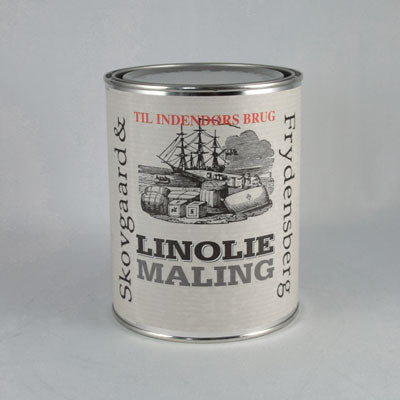 TIL INDENDØRS BRUG
Skovgaard &
Frydensberg
LINOLIE
MALING